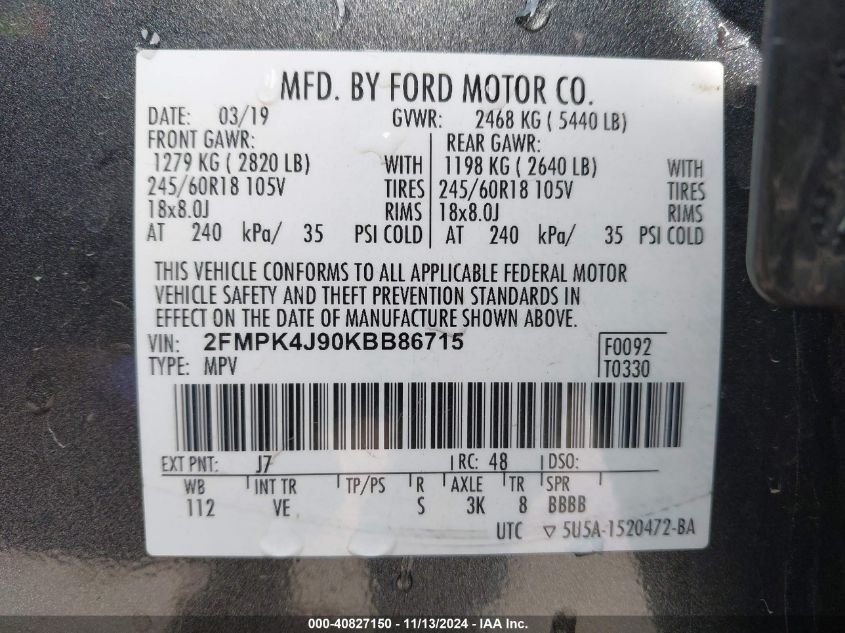 MFD. BY FORD MOTOR CO.
DATE: 03/19 GVWR: 2468 KG ( 5440 LB)
FRONT GAWR: REAR GAWR:
1279 KG ( 2820 LB) WITH 1198 KG ( 2640 LB) WITH
245/60R18 105V TIRES 245/60R18 105V TIRES
18x8.0J RIMS 18x8.0J RIMS
AT 240 kPa/ 35 PSI COLD AT 240 kPa/ 35 PSI COLD
THIS VEHICLE CONFORMS TO ALL APPLICABLE FEDERAL MOTOR
VEHICLE SAFETY AND THEFT PREVENTION STANDARDS IN
EFFECT ON THE DATE OF MANUFACTURE SHOWN ABOVE.
VIN: 2FMPK4J90KBB86715 F0092
TYPE: MPV T0330
EXT PNT: J7 RC: 48 DSO:
WB INT TR TP/PS R AXLE TR SPR
112 VE S 3K 8 BBBB
UTC ▽ 5U5A-1520472-BA
000-40827150 - 11/13/2024 - IAA Inc.